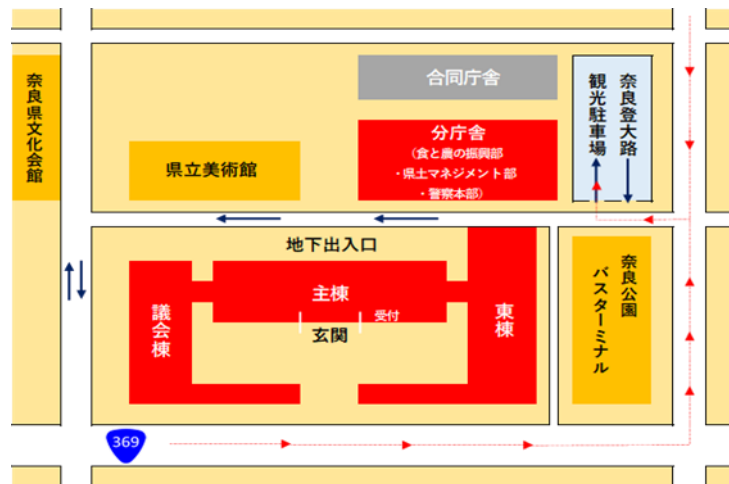 合同庁舎
奈良県文化会館
奈良登大路
観光駐車場
分庁舎
(食と農の振興部
・県土マネジメント部
・警察本部)
県立美術館
地下出入口
主棟
議会棟
東棟
受付
玄関
奈良公園
バスターミナル
369